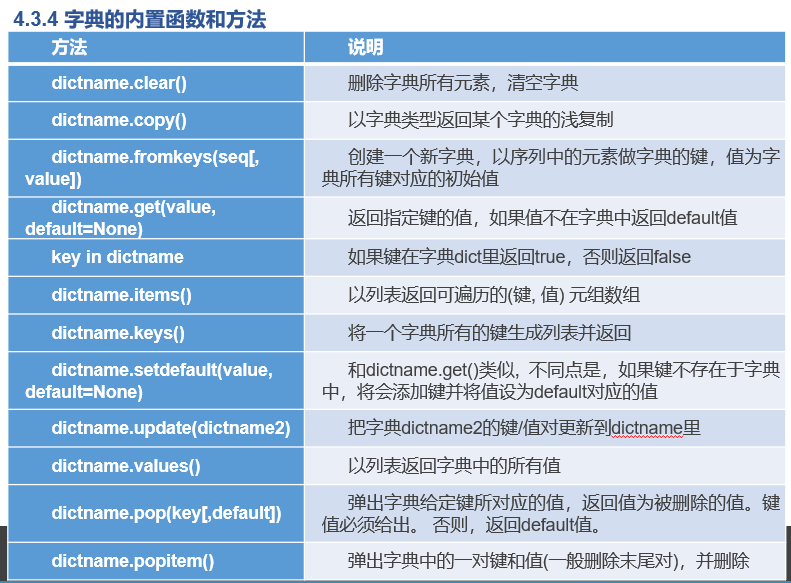 4.3.4 字典的内置函数和方法
方法
说明
dictname.clear()
删除字典所有元素，清空字典
dictname.copy()
以字典类型返回某个字典的浅复制
dictname.fromkeys(seq[,
value])
创建一个新字典，以序列中的元素做字典的键，值为字
典所有键对应的初始值
dictname.get(value,
default=None)
返回指定键的值，如果值不在字典中返回default值
key in dictname
如果键在字典dict里返回true，否则返回false
dictname.items()
以列表返回可遍历的(键, 值) 元组数组
dictname.keys()
将一个字典所有的键生成列表并返回
dictname.setdefault(value,
default=None)
和dictname.get()类似, 不同点是，如果键不存在于字典
中，将会添加键并将值设为default对应的值
dictname.update(dictname2)
把字典dictname2的键/值对更新到dictname里
dictname.values()
以列表返回字典中的所有值
dictname.pop(key[,default])
弹出字典给定键所对应的值，返回值为被删除的值。键
值必须给出。 否则，返回default值。
dictname.popitem()
弹出字典中的一对键和值(一般删除末尾对)，并删除